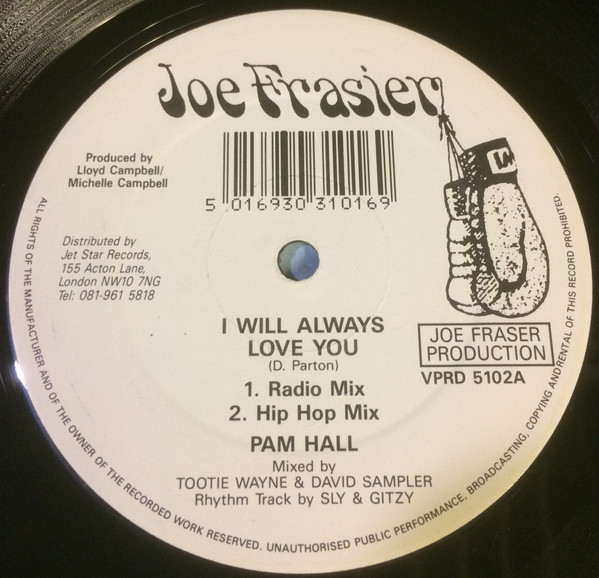 Joe Frasier
Produced by
Lloyd Campbell/
Michelle Campbell
5 016930 310169
W
Distributed by
Jet Star Records,
155 Acton Lane,
London NW10 7NG
Tel: 081-961 5818
I WILL ALWAYS
LOVE YOU
(D. Parton)
1. Radio Mix
2. Hip Hop Mix
PAM HALL
Mixed by
TOOTIE WAYNE & DAVID SAMPLER
Rhythm Track by SLY & GITZY
JOE FRASER
PRODUCTION
VPRD 5102A
ALL RIGHTS OF THE MANUFACTURER AND OF THE OWNER OF THE RECORDED WORK RESERVED. UNAUTHORISED PUBLIC PERFORMANCE, BROADCASTING, COPYING AND RENTAL OF THIS RECORD PROHIBITED.